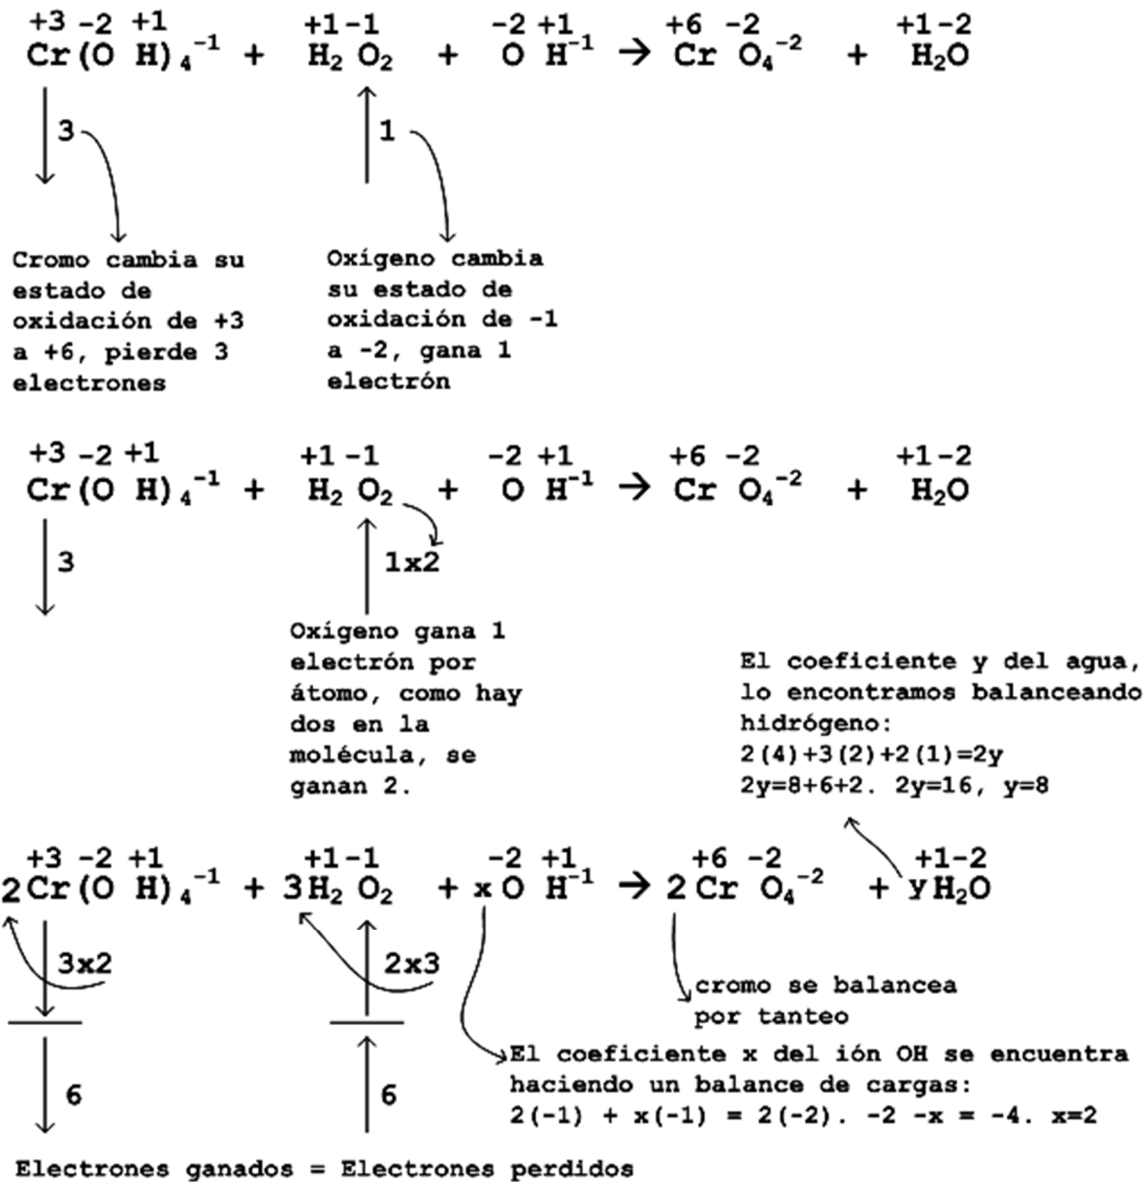 +3 -2 +1 +1 -1 -2 +1 +6 -2 +1 -2
Cr(O H)₄⁻¹ + H₂ O₂ + O H⁻¹ → Cr O₄⁻² + H₂O
3 1
Cromo cambia su
estado de
oxidación de +3
a +6, pierde 3
electrones
Oxígeno cambia
su estado de
oxidación de -1
a -2, gana 1
electrón
+3 -2 +1 +1 -1 -2 +1 +6 -2 +1 -2
Cr(O H)₄⁻¹ + H₂ O₂ + O H⁻¹ → Cr O₄⁻² + H₂O
3 1x2
Oxígeno gana 1
electrón por
átomo, como hay
dos en la
molécula, se
ganan 2.
El coeficiente y del agua,
lo encontramos balanceando
hidrógeno:
2(4)+3(2)+2(1)=2y
2y=8+6+2. 2y=16, y=8
+3 -2 +1 +1 -1 -2 +1 +6 -2 +1 -2
2Cr(O H)₄⁻¹ + 3H₂ O₂ + x O H⁻¹ → 2 Cr O₄⁻² + y H₂O
3x2 2x3
cromo se balancea
por tanteo
El coeficiente x del ión OH se encuentra
haciendo un balance de cargas:
2(-1) + x(-1) = 2(-2). -2 -x = -4. x=2
6 6
Electrones ganados = Electrones perdidos